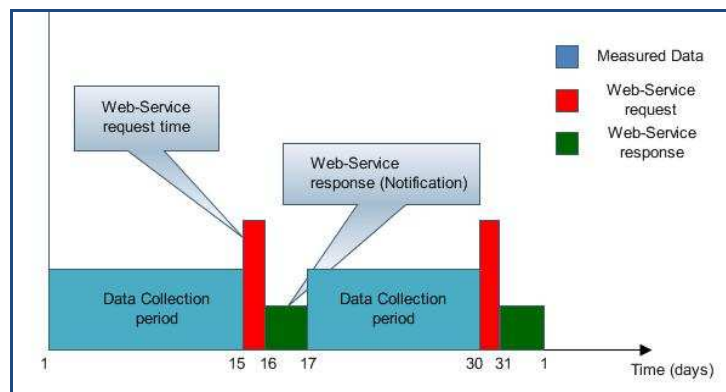 Measured Data
Web-Service
request
Web-Service
response
Web-Service
request time
Web-Service
response (Notification)
Data Collection
period
Data Collection
period
1
15
16
17
30
31
1
Time (days)